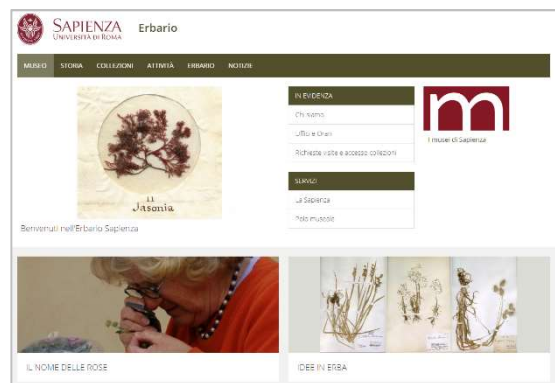 SAPIENZA
UNIVERSITÀ DI ROMA
Erbario
MUSEO STORIA COLLEZIONI ATTIVITÀ ERBARIO NOTIZIE
II
Jasonia
Benvenuti nell'Erbario Sapienza
IN EVIDENZA
Chi siamo
Uffici e Orari
Richieste visite e accesso collezioni
SERVIZI
La Sapienza
Polo museale
m
I musei di Sapienza
IL NOME DELLE ROSE
IDEE IN ERBA